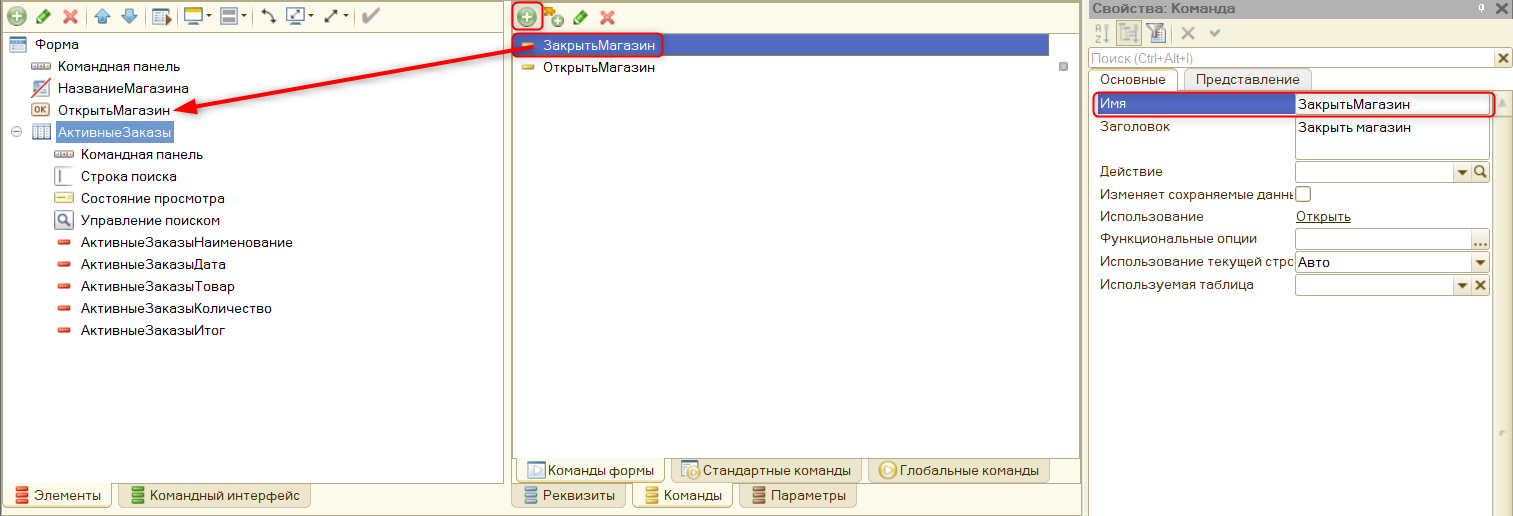 Форма
Командная панель
НазваниеМагазина
OK ОткрытьМагазин
АктивныеЗаказы
Командная панель
Строка поиска
Состояние просмотра
Управление поиском
АктивныеЗаказыНаименование
АктивныеЗаказыДата
АктивныеЗаказыТовар
АктивныеЗаказыКоличество
АктивныеЗаказыИтог
Элементы
Командный интерфейс
ЗакрытьМагазин
ОткрытьМагазин
Команды формы
Стандартные команды
Глобальные команды
Реквизиты
Команды
Параметры
Свойства: Команда
Поиск (Ctrl+Alt+I)
Основные
Представление
Имя ЗакрытьМагазин
Заголовок Закрыть магазин
Действие
Изменяет сохраняемые данны
Использование Открыть
Функциональные опции
Использование текущей стро Авто
Используемая таблица